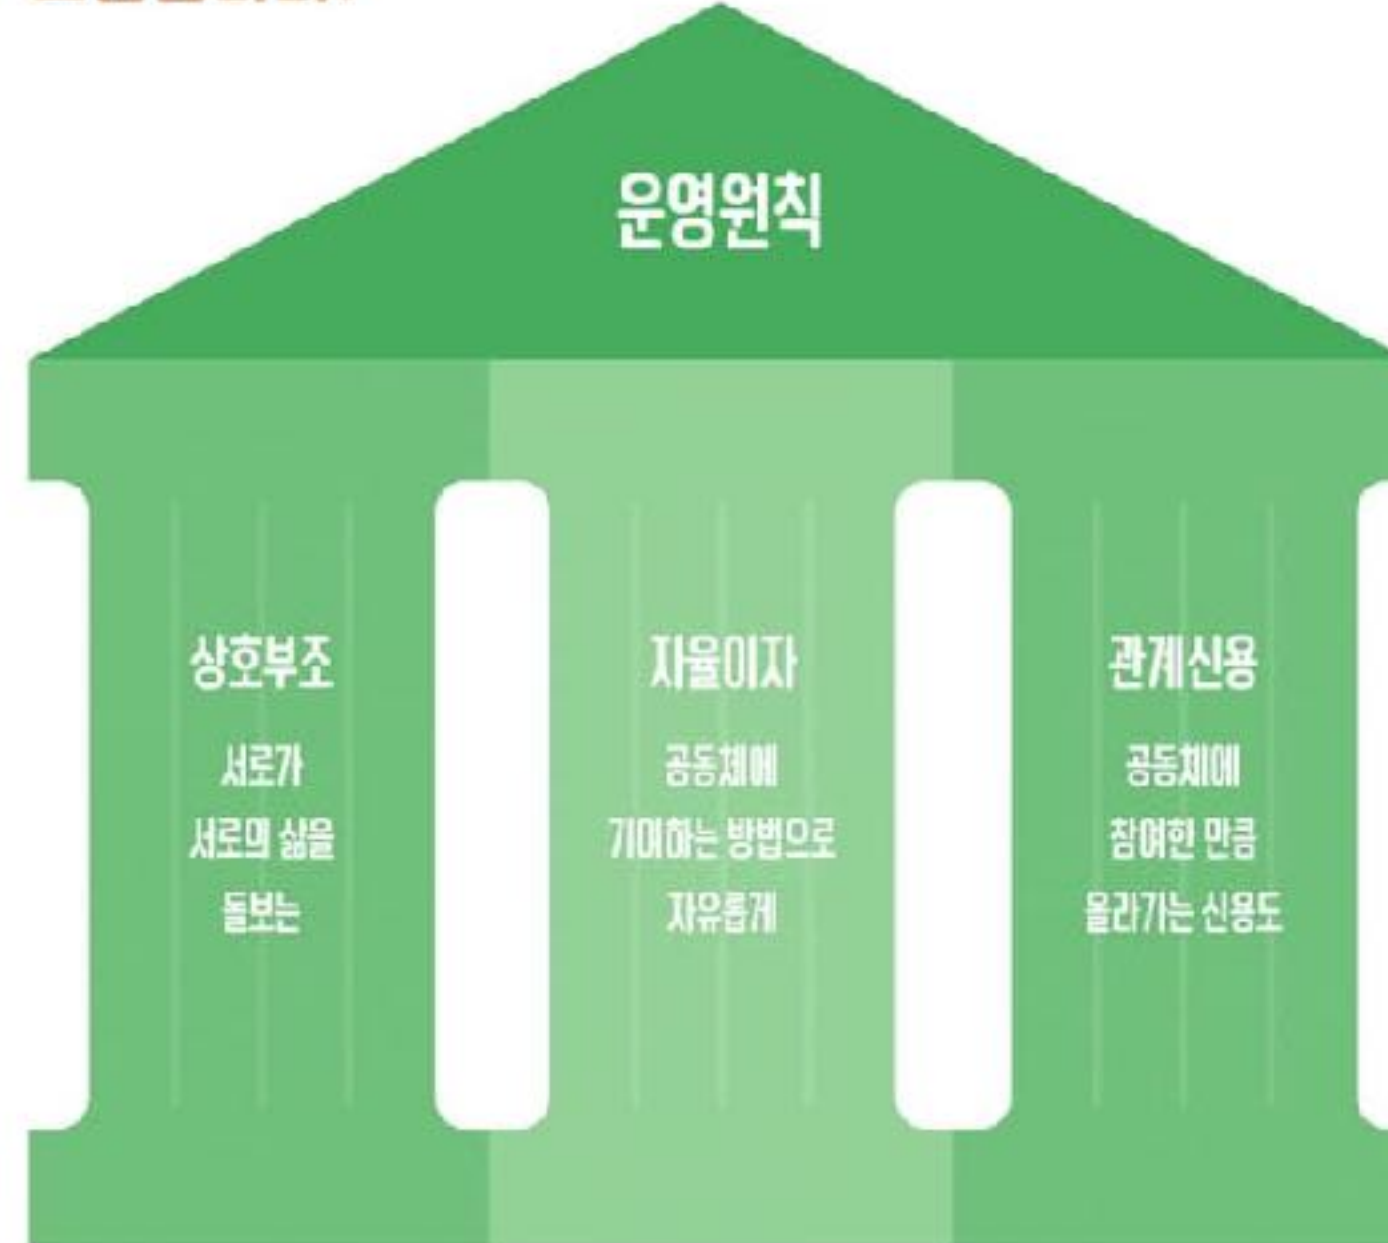 운영원칙
상호부조
서로가
서로의 삶을
돌보는
자율이자
공동체에
기여하는 방법으로
자유롭게
관계신용
공동체에
참여한 만큼
올라가는 신용도